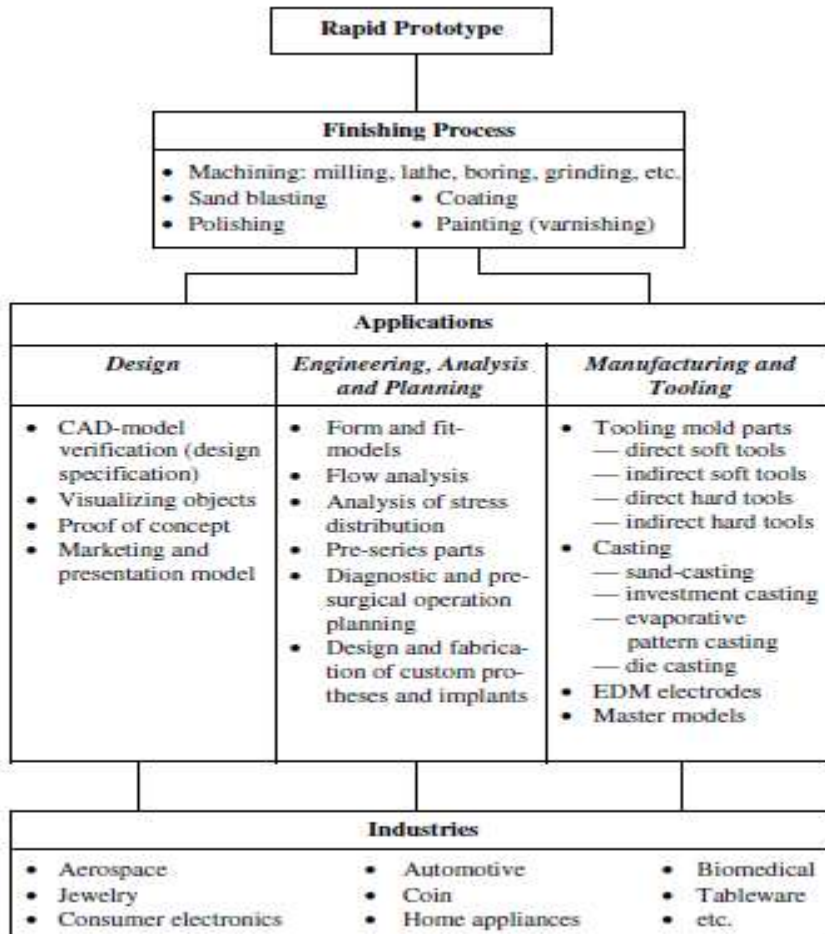 Rapid Prototype
Finishing Process
• Machining: milling, lathe, boring, grinding, etc.
• Sand blasting • Coating
• Polishing • Painting (varnishing)
Applications
Design
• CAD-model
verification (design
specification)
• Visualizing objects
• Proof of concept
• Marketing and
presentation model
Engineering, Analysis
and Planning
• Form and fit-
models
• Flow analysis
• Analysis of stress
distribution
• Pre-series parts
• Diagnostic and pre-
surgical operation
planning
• Design and fabrica-
tion of custom pro-
theses and implants
Manufacturing and
Tooling
• Tooling mold parts
— direct soft tools
— indirect soft tools
— direct hard tools
— indirect hard tools
• Casting
— sand-casting
— investment casting
— evaporative
pattern casting
— die casting
• EDM electrodes
• Master models
Industries
• Aerospace • Automotive • Biomedical
• Jewelry • Coin • Tableware
• Consumer electronics • Home appliances • etc.